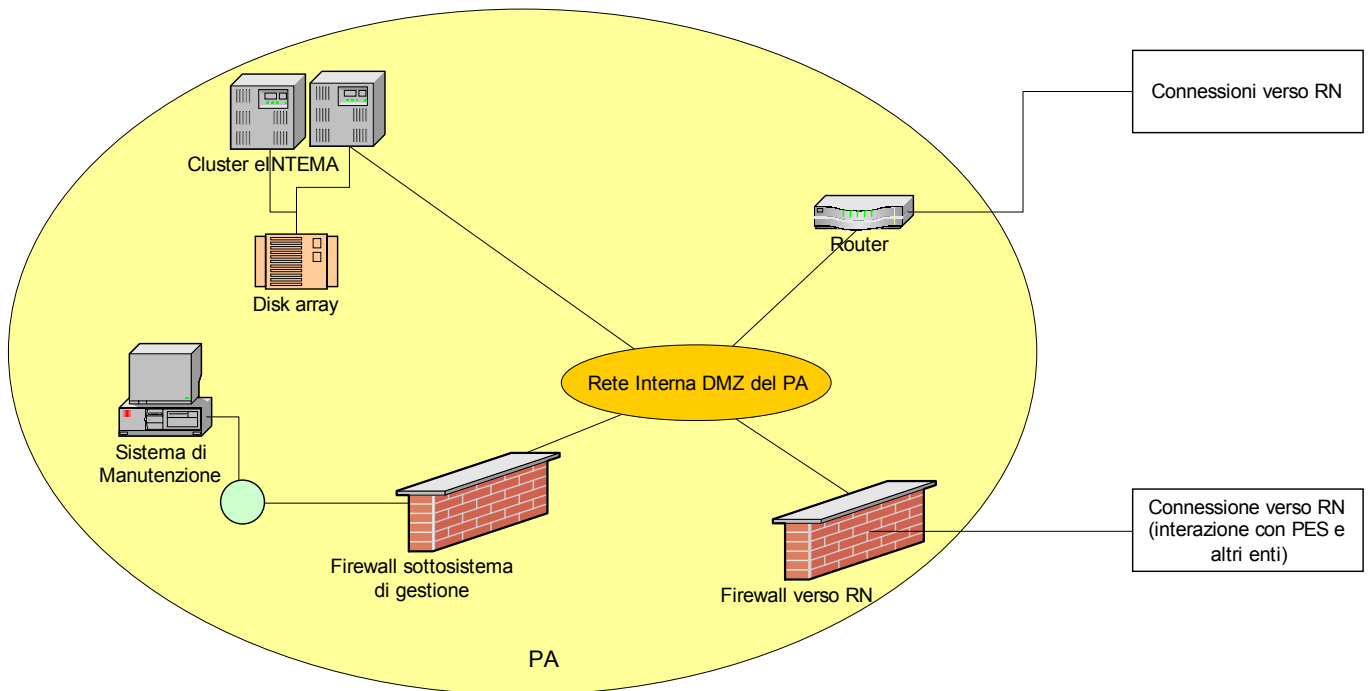 Connessioni verso RN
Cluster eINTEMA
Router
Disk array
Rete Interna DMZ del PA
Sistema di
Manutenzione
Connessione verso RN
(interazione con PES e
altri enti)
Firewall sottosistema
di gestione
Firewall verso RN
PA